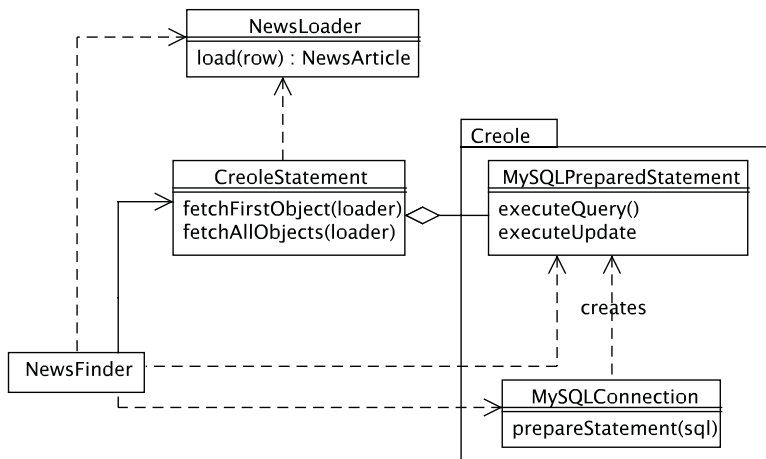 NewsLoader
load(row) : NewsArticle
Creole
CreoleStatement
fetchFirstObject(loader)
fetchAllObjects(loader)
MySQLPreparedStatement
executeQuery()
executeUpdate
creates
NewsFinder
MySQLConnection
prepareStatement(sql)